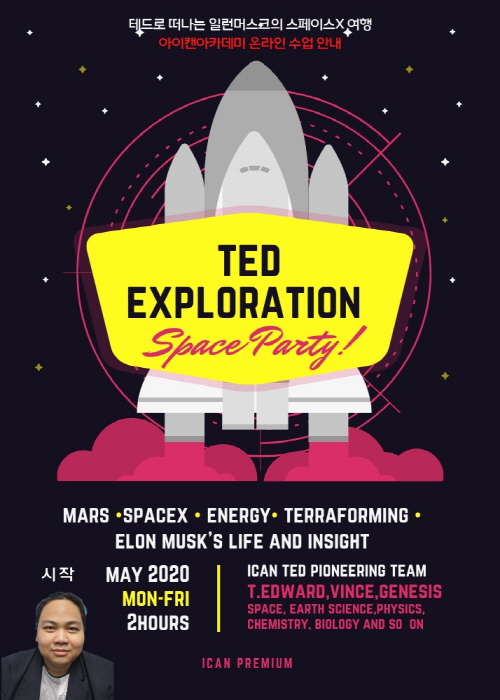 테드로 떠나는 일런머스크의 스페이스X 여행
아이캔아카데미 온라인 수업 안내
TED
EXPLORATION
Space Party!
MARS •SPACEX • ENERGY• TERRAFORMING •
ELON MUSK'S LIFE AND INSIGHT
시작 MAY 2020
MON-FRI
2HOURS
ICAN TED PIONEERING TEAM
T.EDWARD,VINCE,GENESIS
SPACE, EARTH SCIENCE,PHYSICS,
CHEMISTRY, BIOLOGY AND SO ON
ICAN PREMIUM